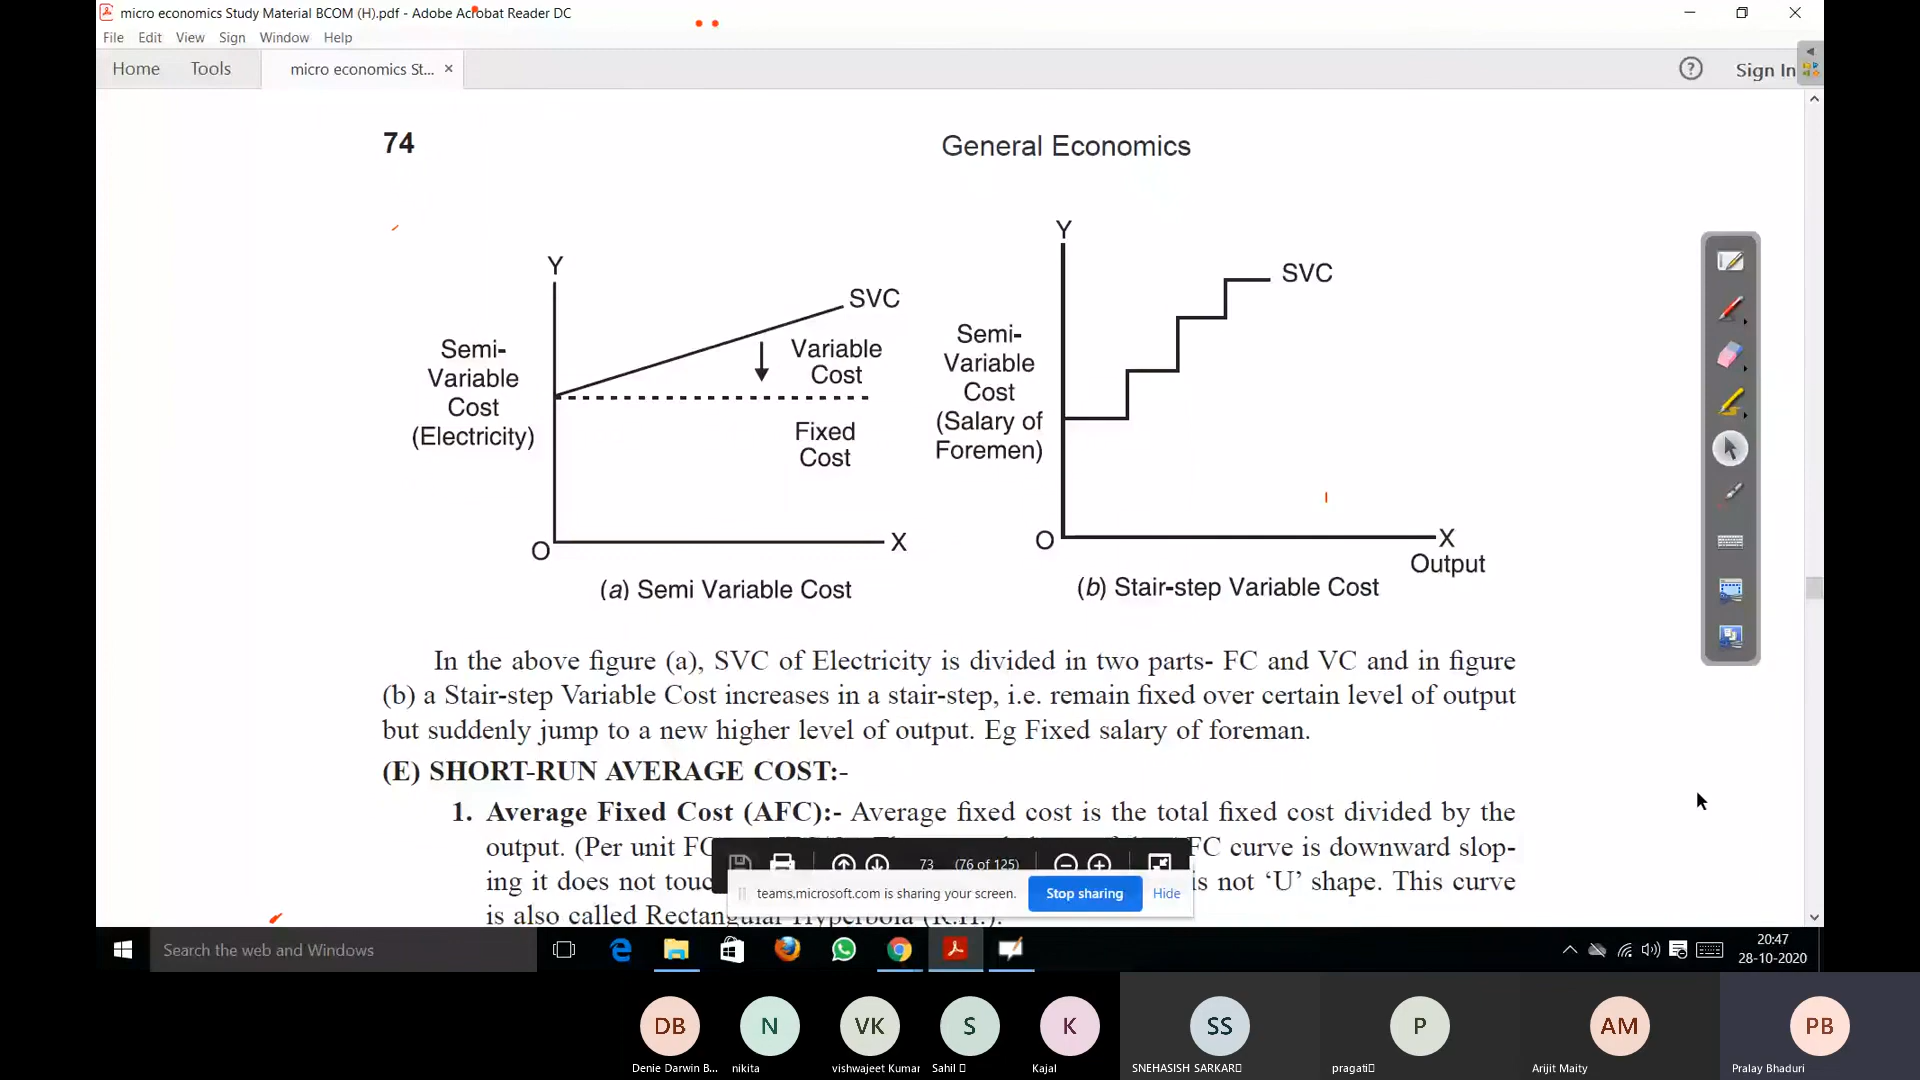 micro economics Study Material BCOM (H).pdf - Adobe Acrobat Reader DC
File Edit View Sign Window Help
Home Tools micro economics St... × Sign In
74 General Economics
Y
SVC
Semi-
Variable
Cost
(Electricity)
Variable
Cost
Fixed
Cost
O X
(a) Semi Variable Cost
Y
SVC
Semi-
Variable
Cost
(Salary of
Foremen)
O X
Output
(b) Stair-step Variable Cost
In the above figure (a), SVC of Electricity is divided in two parts- FC and VC and in figure
(b) a Stair-step Variable Cost increases in a stair-step, i.e. remain fixed over certain level of output
but suddenly jump to a new higher level of output. Eg Fixed salary of foreman.
(E) SHORT-RUN AVERAGE COST:-
1. Average Fixed Cost (AFC):- Average fixed cost is the total fixed cost divided by the
output. (Per unit FC FC curve is downward slop-
ing it does not touc is not ‘U’ shape. This curve
is also called Rectangular Hyperbola (R.H.).
73 (76 of 125)
teams.microsoft.com is sharing your screen. Stop sharing Hide
Search the web and Windows
20:47
28-10-2020
DB N VK S K SS P AM PB
Denie Darwin B... nikita vishwajeet Kumar Sahil Kajal SNEHASISH SARKAR pragati Arijit Maity Pralay Bhaduri